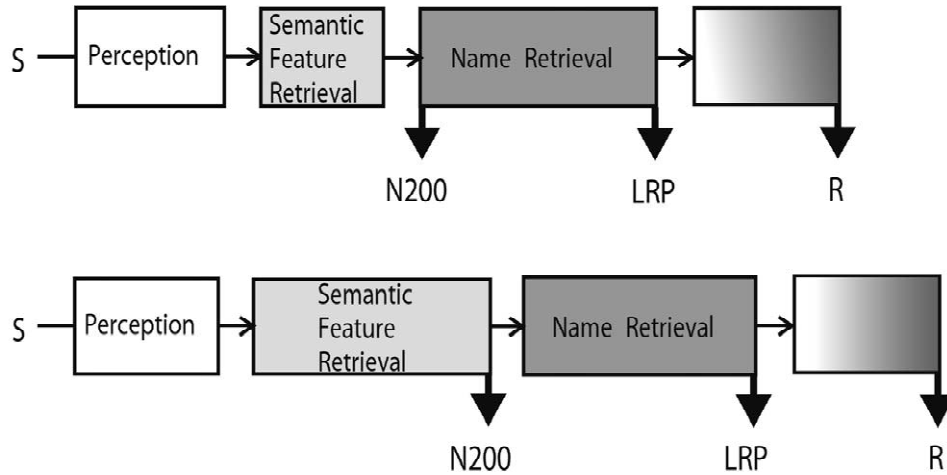 S
Perception
Semantic
Feature
Retrieval
Name Retrieval
N200
LRP
R
S
Perception
Semantic
Feature
Retrieval
Name Retrieval
N200
LRP
R